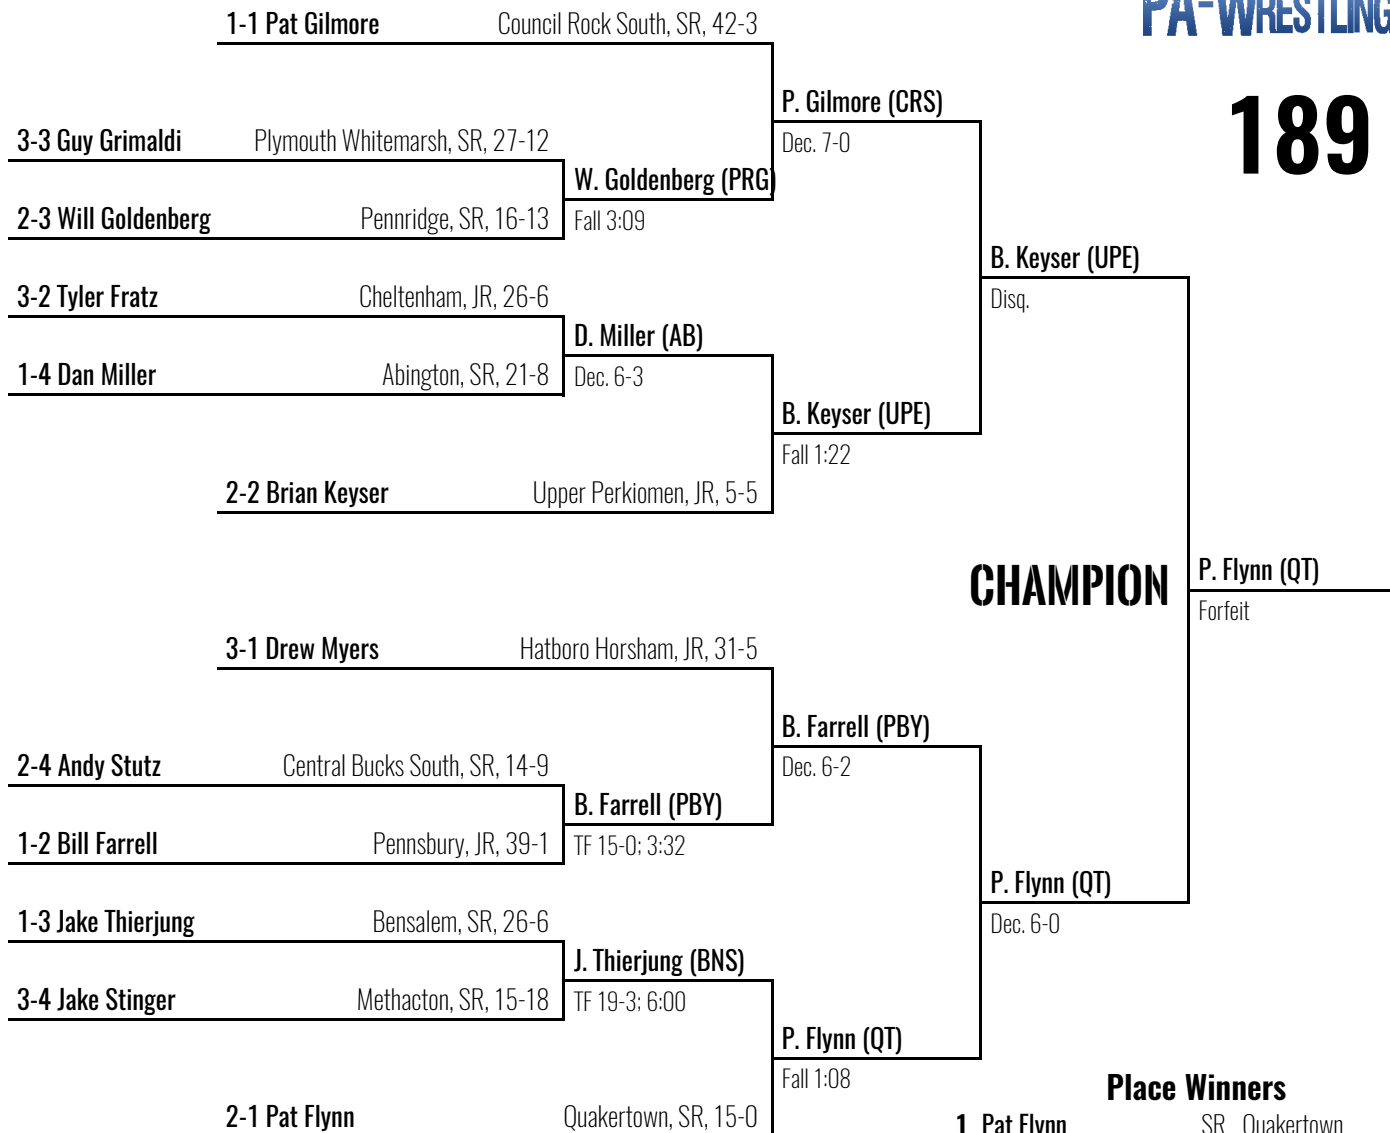 PA-WRESTLING
189
1-1 Pat Gilmore Council Rock South, SR, 42-3
P. Gilmore (CRS)
Dec. 7-0
3-3 Guy Grimaldi Plymouth Whitemarsh, SR, 27-12
W. Goldenberg (PRG)
Fall 3:09
2-3 Will Goldenberg Pennridge, SR, 16-13
B. Keyser (UPE)
Disq.
3-2 Tyler Fratz Cheltenham, JR, 26-6
D. Miller (AB)
Dec. 6-3
1-4 Dan Miller Abington, SR, 21-8
B. Keyser (UPE)
Fall 1:22
2-2 Brian Keyser Upper Perkiomen, JR, 5-5
CHAMPION
P. Flynn (QT)
Forfeit
3-1 Drew Myers Hatboro Horsham, JR, 31-5
B. Farrell (PBY)
Dec. 6-2
2-4 Andy Stutz Central Bucks South, SR, 14-9
B. Farrell (PBY)
TF 15-0; 3:32
1-2 Bill Farrell Pennsbury, JR, 39-1
P. Flynn (QT)
Dec. 6-0
1-3 Jake Thierjung Bensalem, SR, 26-6
J. Thierjung (BNS)
TF 19-3; 6:00
3-4 Jake Stinger Methacton, SR, 15-18
P. Flynn (QT)
Fall 1:08
2-1 Pat Flynn Quakertown, SR, 15-0
Place Winners
1 Pat Flynn SR Quakertown